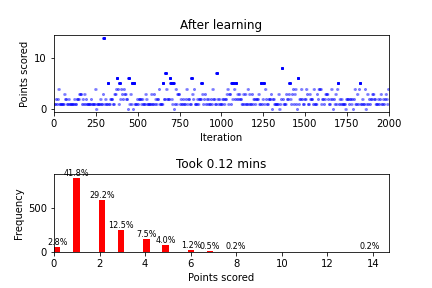 After learning
Points scored
10
0
0 250 500 750 1000 1250 1500 1750 2000
Iteration
Took 0.12 mins
Frequency
500
0
2.8% 41.8% 29.2% 12.5% 7.5% 4.0% 1.2% 0.5% 0.2% 0.2%
0 2 4 6 8 10 12 14
Points scored